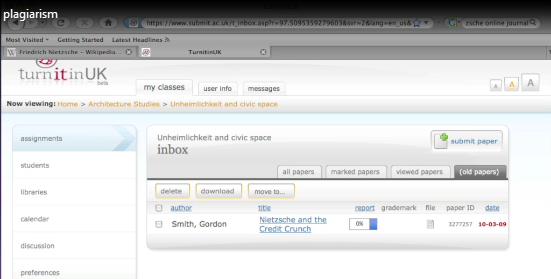 plagiarism
https://www.submit.ac.uk/t_inbox.asp?r=97.5095359279603&svr=2&lang=en_us&
zsche online journal
Most Visited Getting Started Latest Headlines
Friedrich Nietzsche - Wikipedia... TurnitinUK
turnitinUK
beta
my classes user info messages
A A A
Now viewing: Home > Architecture Studies > Unheimlichkeit and civic space
assignments
students
libraries
calendar
discussion
preferences
Unheimlichkeit and civic space
inbox
submit paper
all papers marked papers viewed papers (old papers)
delete download move to...
author title report grademark file paper ID date
Smith, Gordon Nietzsche and the Credit Crunch 0% 3277257 10-03-09